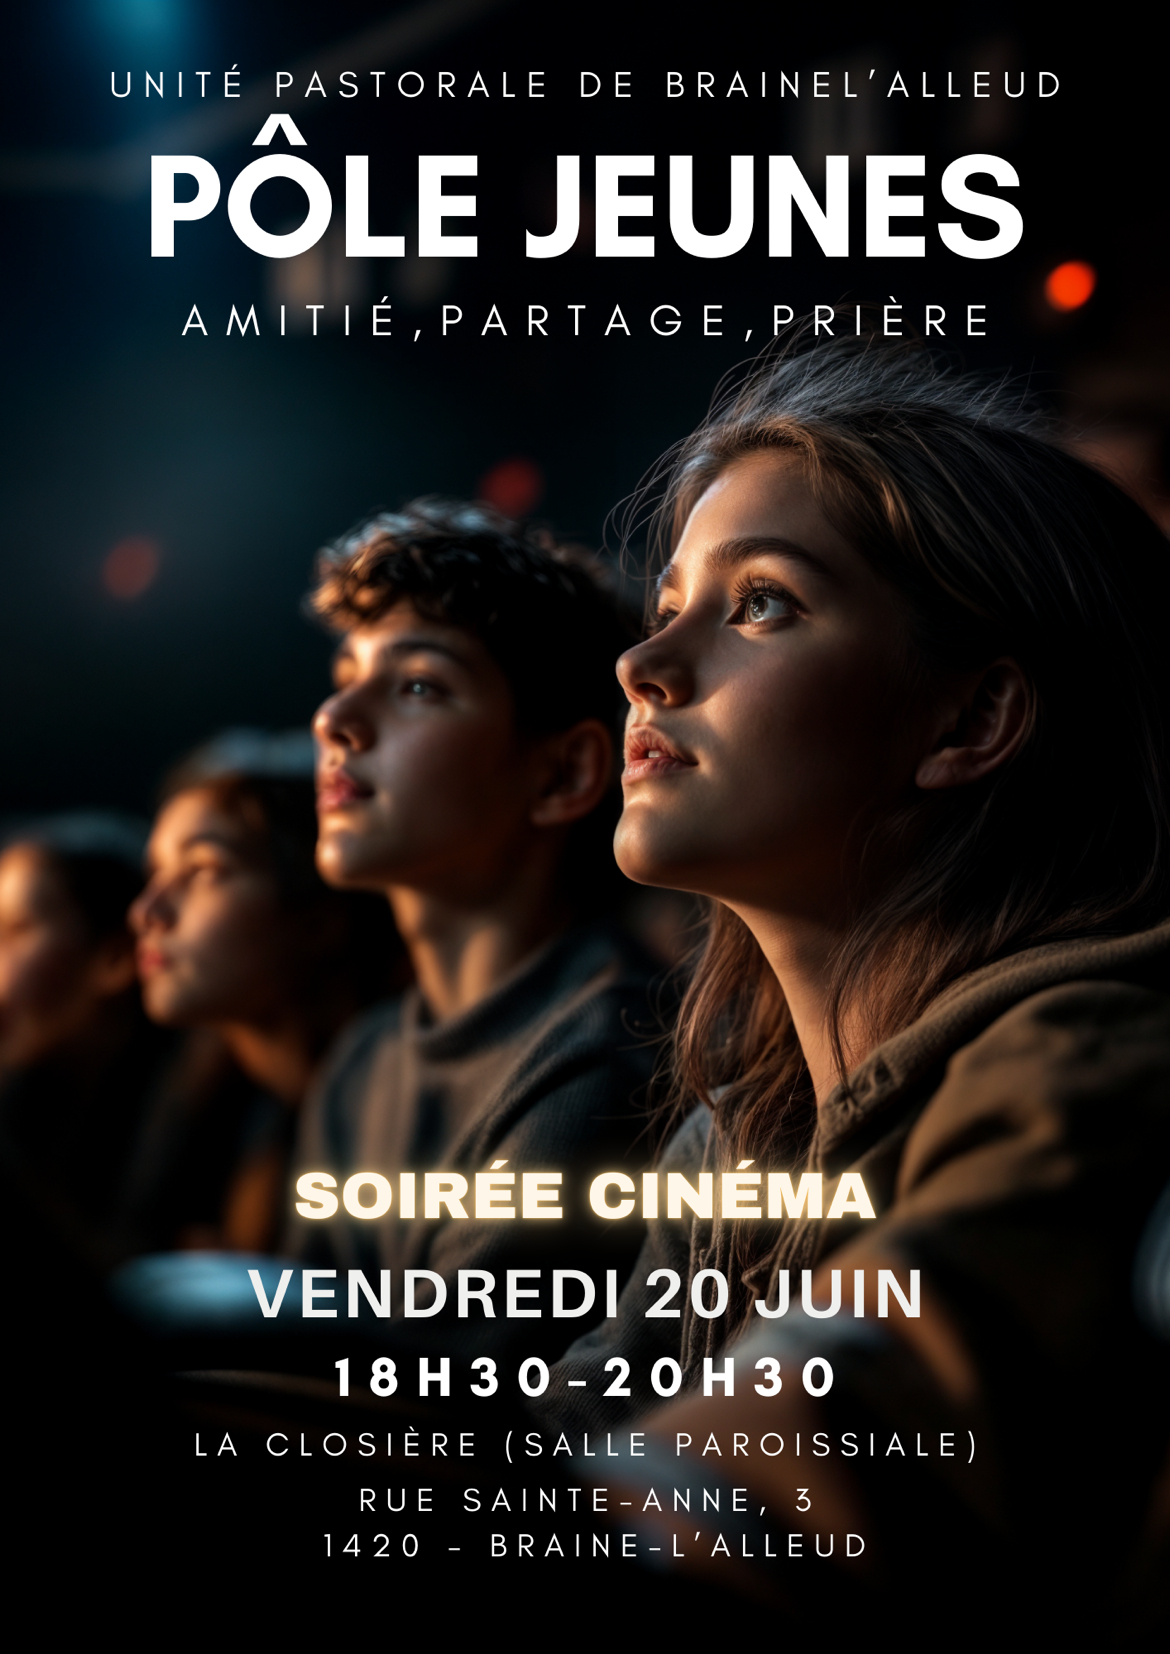 UNITÉ PASTORALE DE BRAINEL'ALLEUD
PÔLE JEUNES
AMITIÉ,PARTAGE,PRIÈRE
SOIRÉE CINÉMA
VENDREDI 20 JUIN
18H30-20H30
LA CLOSIÈRE (SALLE PAROISSIALE)
RUE SAINTE-ANNE, 3
1420 - BRAINE-L'ALLEUD